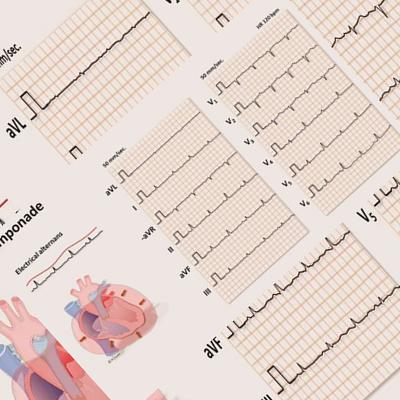 mm/sec.
aVL
V
HR 120 bpm
50 mm/sec.
V₁
V₂
V₃
V₄
V₅
V₆
50 mm/sec.
aVL
I
-aVR
II
aVF
III
mponade
Electrical alternans
V₅
aVF